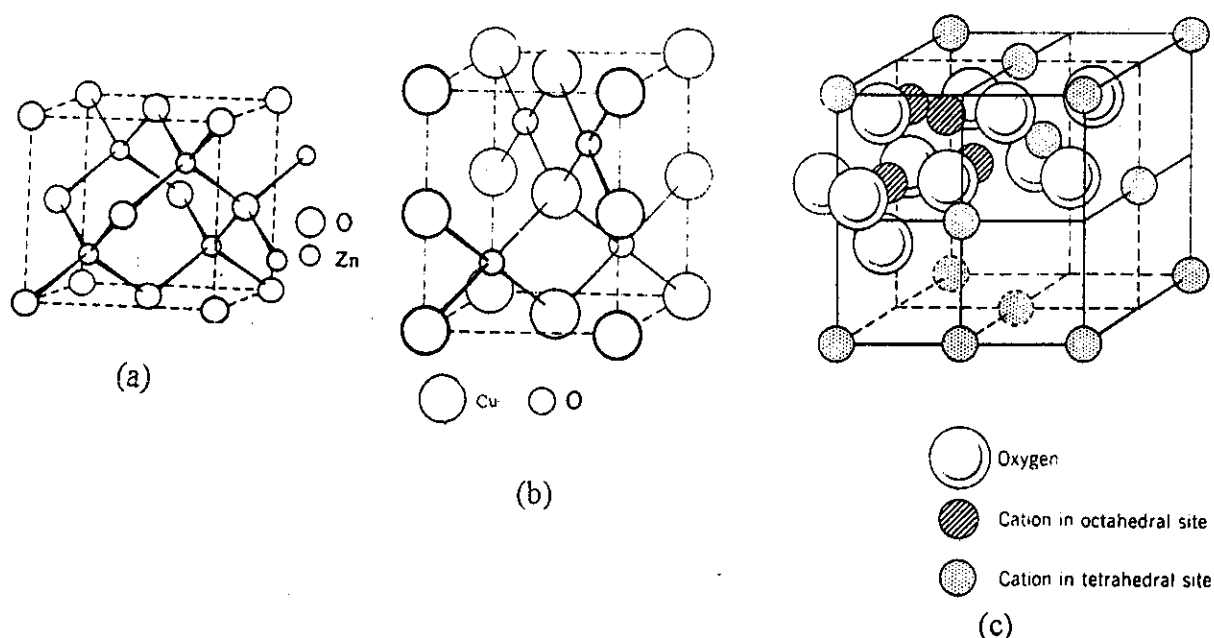 O
Zn
(a)
Cu O
(b)
Oxygen
Cation in octahedral site
Cation in tetrahedral site
(c)